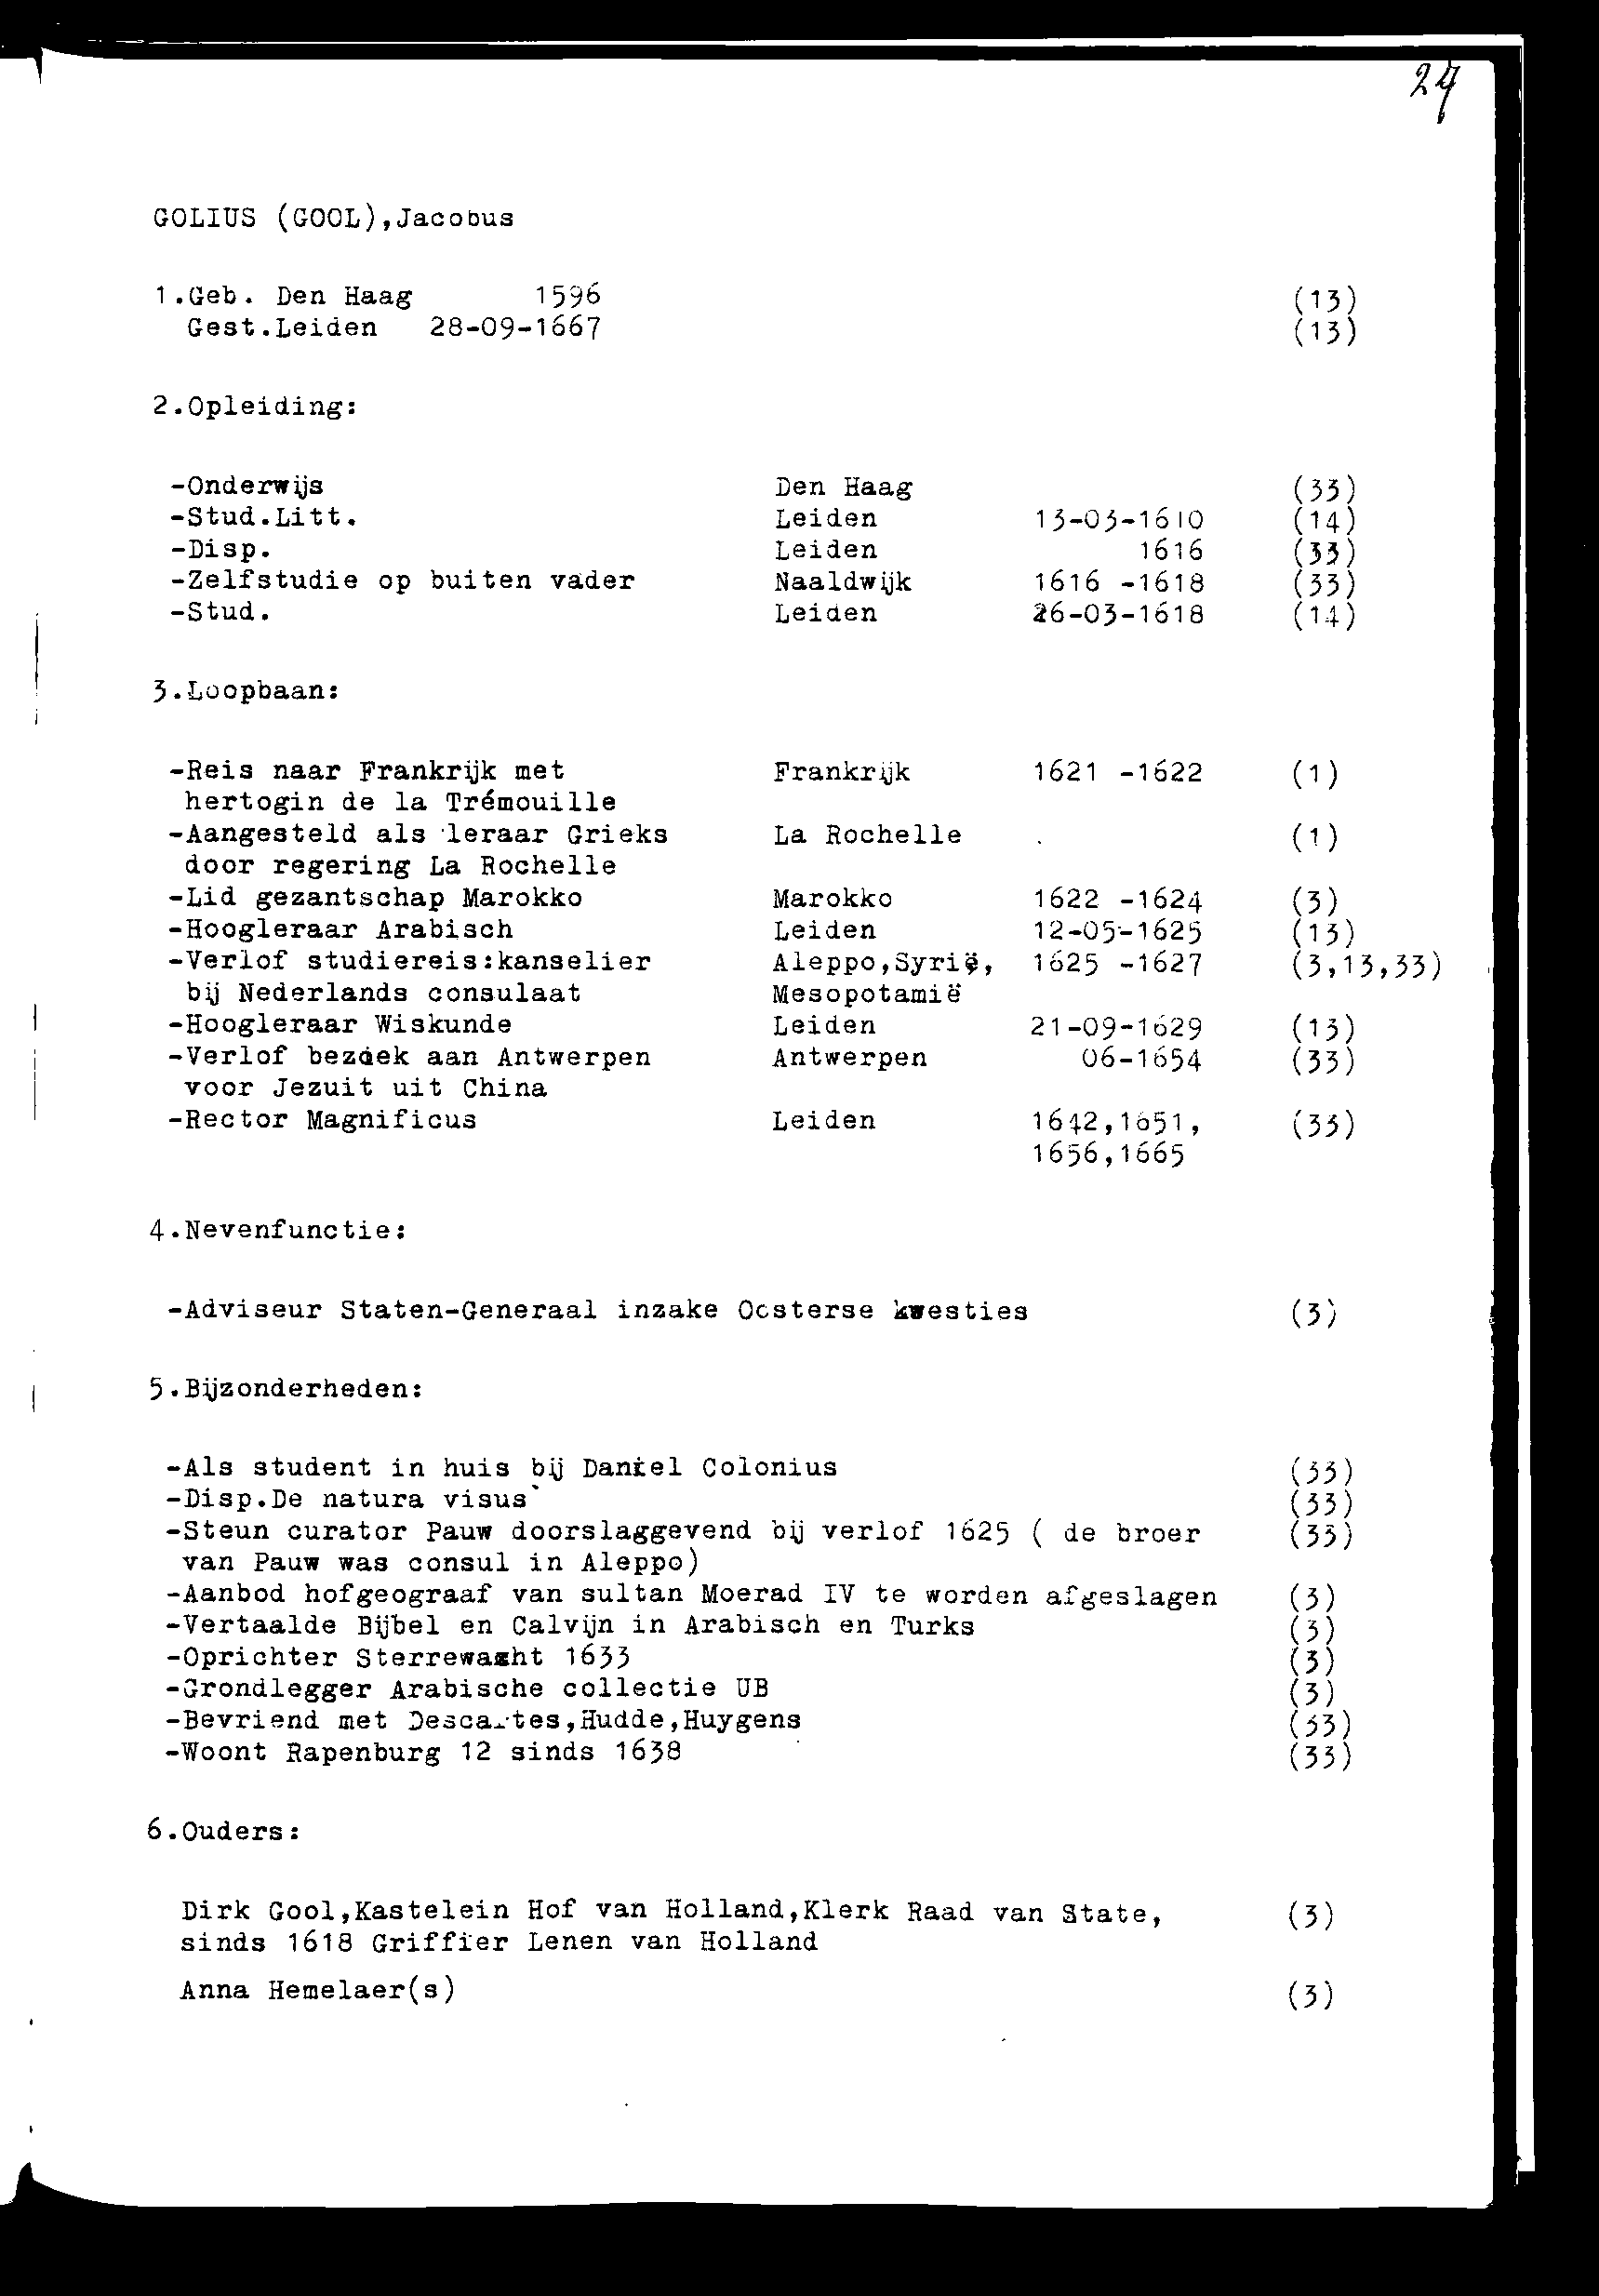 24
GOLIUS (GOOL),Jacobus
1.Geb. Den Haag 1596 (13)
Gest.Leiden 28-09-1667 (13)
2.Opleiding:
-Onderwijs Den Haag (33)
-Stud.Litt. Leiden 13-03-1610 (14)
-Disp. Leiden 1616 (33)
-Zelfstudie op buiten vader Naaldwijk 1616 -1618 (33)
-Stud. Leiden 26-03-1618 (14)
3.Loopbaan:
-Reis naar Frankrijk met Frankrijk 1621 -1622 (1)
hertogin de la Trémouille
-Aangesteld als leraar Grieks La Rochelle (1)
door regering La Rochelle
-Lid gezantschap Marokko Marokko 1622 -1624 (3)
-Hoogleraar Arabisch Leiden 12-05-1625 (13)
-Verlof studiereis:kanselier Aleppo,Syrië, 1625 -1627 (3,13,33)
bij Nederlands consulaat Mesopotamië
-Hoogleraar Wiskunde Leiden 21-09-1629 (13)
-Verlof bezoek aan Antwerpen Antwerpen 06-1654 (33)
voor Jezuit uit China
-Rector Magnificus Leiden 1642,1651, (33)
1656,1665
4.Nevenfunctie:
-Adviseur Staten-Generaal inzake Oosterse kwesties (3)
5.Bijzonderheden:
-Als student in huis bij Daniel Colonius (33)
-Disp.De natura visus (33)
-Steun curator Pauw doorslaggevend bij verlof 1625 ( de broer (33)
van Pauw was consul in Aleppo)
-Aanbod hofgeograaf van sultan Moerad IV te worden afgeslagen (3)
-Vertaalde Bijbel en Calvijn in Arabisch en Turks (3)
-Oprichter Sterrewacht 1633 (3)
-Grondlegger Arabische collectie UB (3)
-Bevriend met Descartes,Hudde,Huygens (33)
-Woont Rapenburg 12 sinds 1638 (33)
6.Ouders:
Dirk Gool,Kastelein Hof van Holland,Klerk Raad van State, (3)
sinds 1618 Griffier Lenen van Holland
Anna Hemelaer(s) (3)